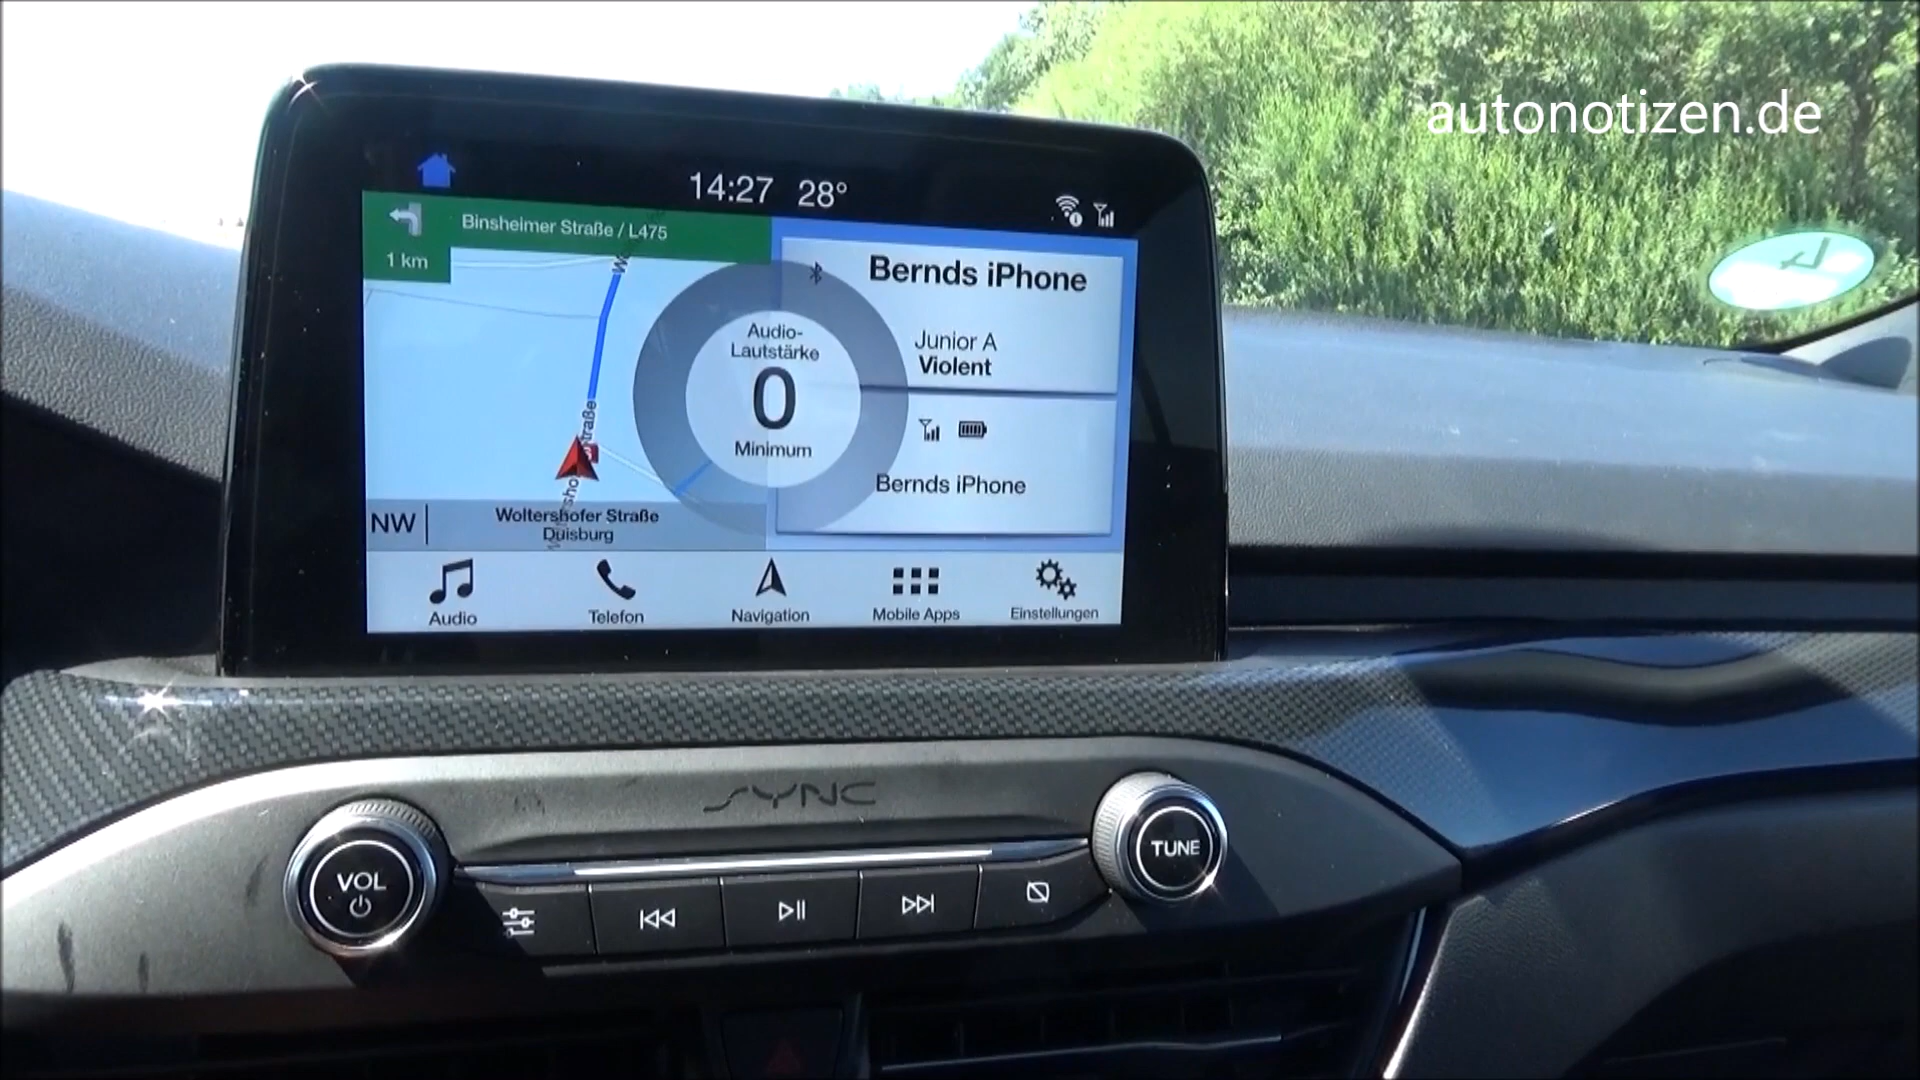 autonotizen.de
14:27 28°
Binsheimer Straße / L475
1 km
Bernds iPhone
Audio-
Lautstärke
0
Minimum
Junior A
Violent
Bernds iPhone
NW
Woltershofer Straße
Duisburg
Audio
Telefon
Navigation
Mobile Apps
Einstellungen
SYNC
VOL
TUNE